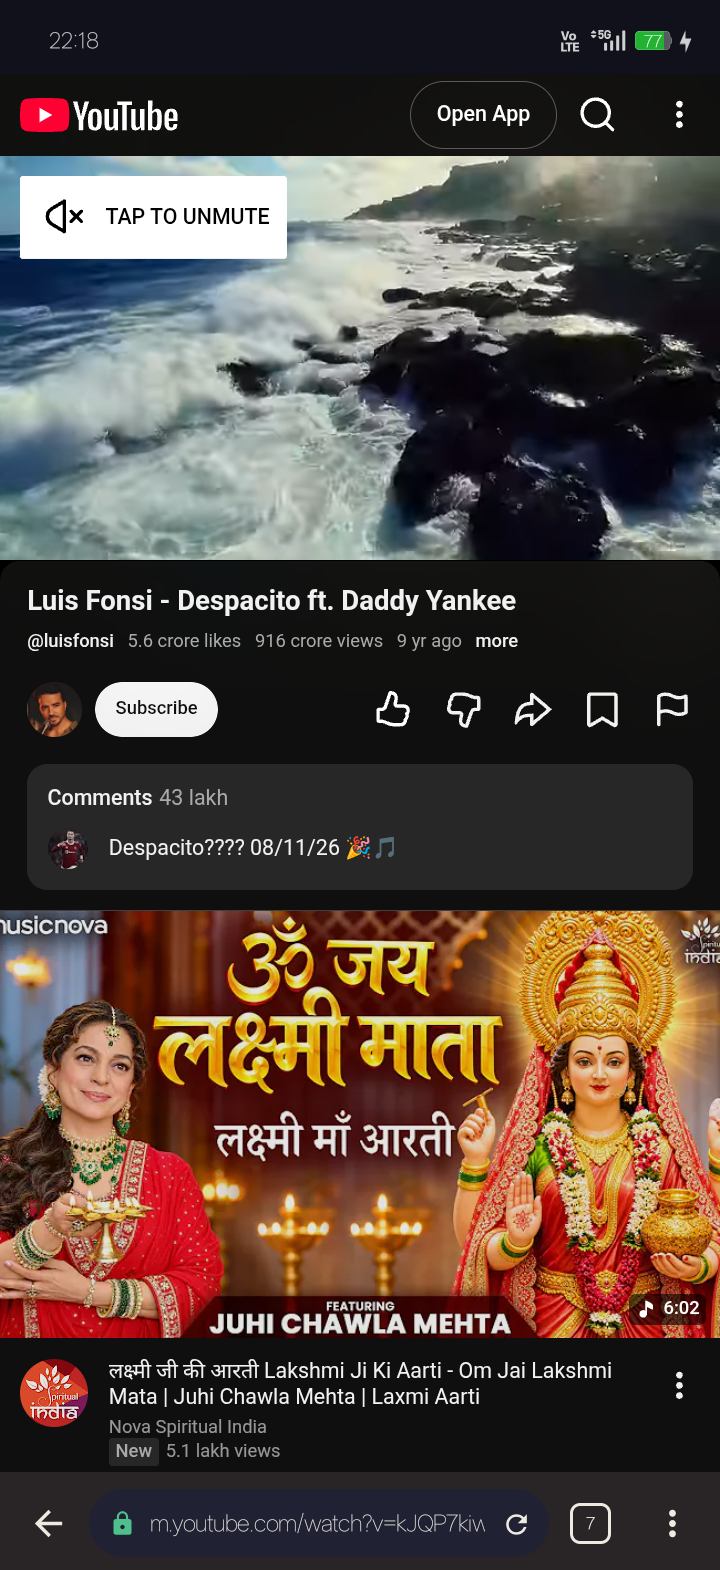 22:18
Vo LTE 5G 77
YouTube
Open App
TAP TO UNMUTE
Luis Fonsi - Despacito ft. Daddy Yankee
@luisfonsi 5.6 crore likes 916 crore views 9 yr ago more
Subscribe
Comments 43 lakh
Despacito???? 08/11/26 🎉🎵
musicnova
Spiritual
india
ॐ जय
लक्ष्मी माता
लक्ष्मी माँ आरती
FEATURING
JUHI CHAWLA MEHTA
6:02
Spiritual
india
लक्ष्मी जी की आरती Lakshmi Ji Ki Aarti - Om Jai Lakshmi
Mata | Juhi Chawla Mehta | Laxmi Aarti
Nova Spiritual India
New 5.1 lakh views
m.youtube.com/watch?v=kJQP7kiw
7